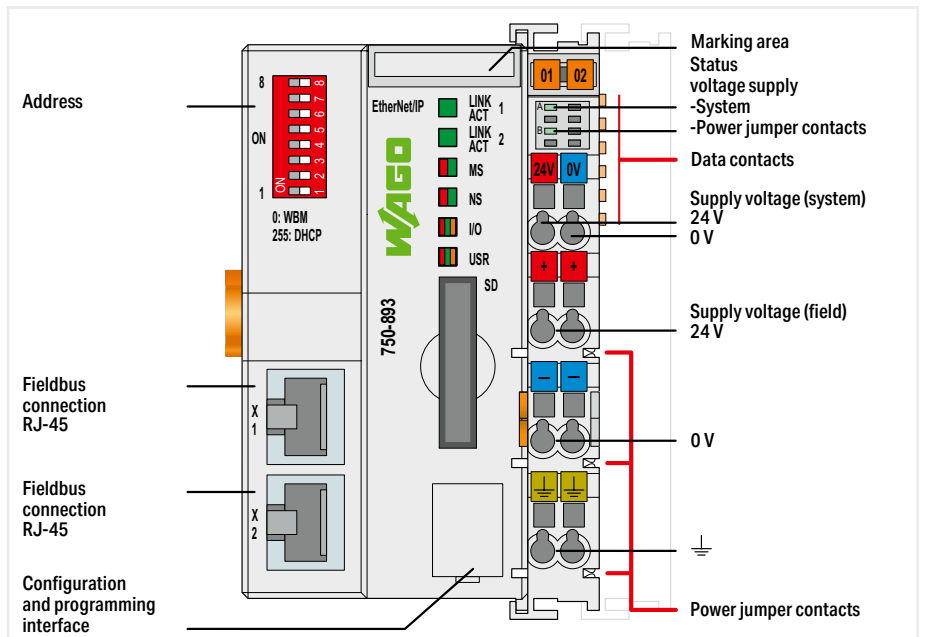 Address
8
ON
1
ON
1 2 3 4 5 6 7 8
0: WBM
255: DHCP
Fieldbus
connection
RJ-45
X
1
Fieldbus
connection
RJ-45
X
2
Configuration
and programming
interface
EtherNet/IP
WAGO
750-893
LINK
ACT 1
LINK
ACT 2
MS
NS
I/O
USR
SD
01 02
A
B
24V 0V
+ +
— —
Marking area
Status
voltage supply
-System
-Power jumper contacts
Data contacts
Supply voltage (system)
24 V
0 V
Supply voltage (field)
24 V
0 V
Power jumper contacts